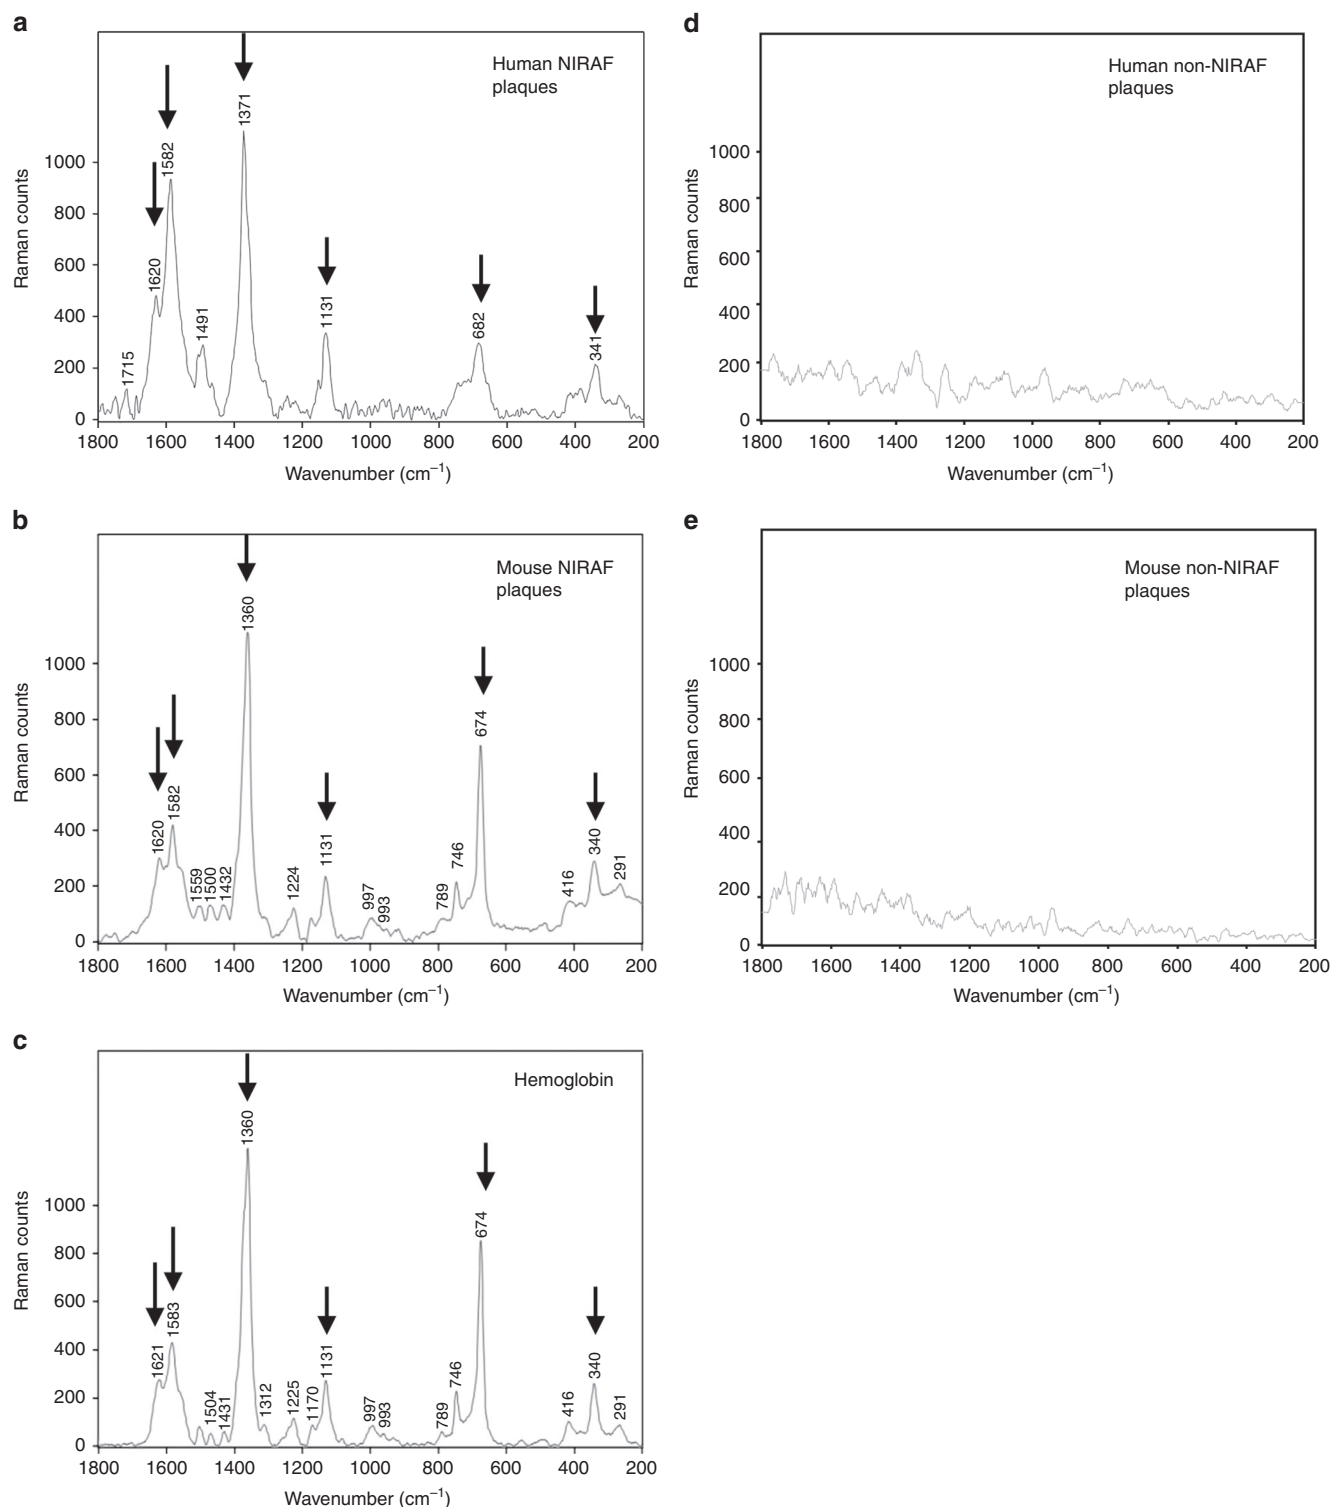 a
Human NIRAF
plaques
Raman counts
1000
800
600
400
200
0
1715
1620
1582
1491
1371
1131
682
341
1800 1600 1400 1200 1000 800 600 400 200
Wavenumber (cm⁻¹)
d
Human non-NIRAF
plaques
Raman counts
1000
800
600
400
200
0
1800 1600 1400 1200 1000 800 600 400 200
Wavenumber (cm⁻¹)
b
Mouse NIRAF
plaques
Raman counts
1000
800
600
400
200
0
1620
1582
1559
1500
1432
1360
1224
1131
997
993
789
746
674
416
340
291
1800 1600 1400 1200 1000 800 600 400 200
Wavenumber (cm⁻¹)
e
Mouse non-NIRAF
plaques
Raman counts
1000
800
600
400
200
0
1800 1600 1400 1200 1000 800 600 400 200
Wavenumber (cm⁻¹)
c
Hemoglobin
Raman counts
1000
800
600
400
200
0
1621
1583
1504
1431
1360
1312
1225
1170
1131
997
993
789
746
674
416
340
291
1800 1600 1400 1200 1000 800 600 400 200
Wavenumber (cm⁻¹)